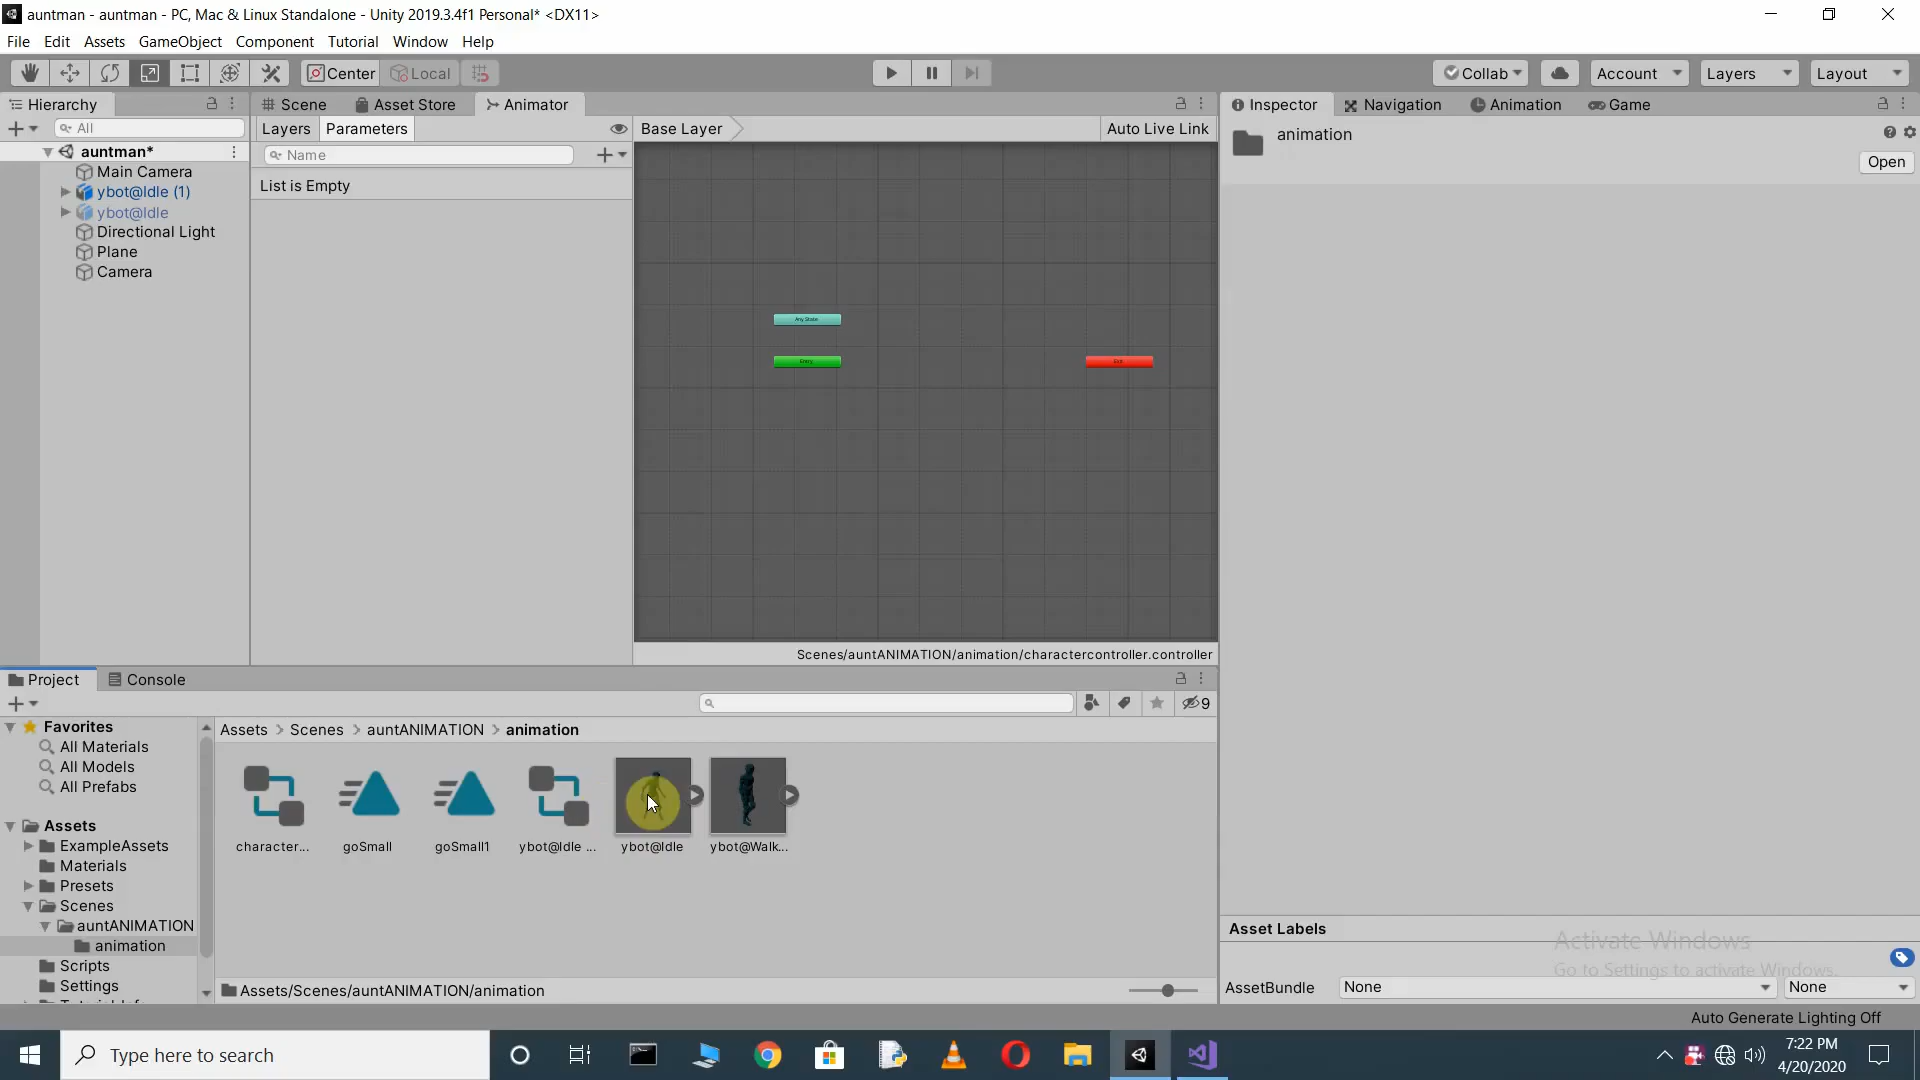 auntman - auntman - PC, Mac & Linux Standalone - Unity 2019.3.4f1 Personal* <DX11>
File Edit Assets GameObject Component Tutorial Window Help
Center Local Collab Account Layers Layout
Hierarchy
All
auntman*
Main Camera
ybot@Idle (1)
ybot@Idle
Directional Light
Plane
Camera
Scene Asset Store Animator
Layers Parameters
Name
List is Empty
Base Layer Auto Live Link
Any State
Entry
Exit
Scenes/auntANIMATION/animation/charactercontroller.controller
Inspector Navigation Animation Game
animation
Open
Project Console
9
Favorites
All Materials
All Models
All Prefabs
Assets
ExampleAssets
Materials
Presets
Scenes
auntANIMATION
animation
Scripts
Settings
Assets > Scenes > auntANIMATION > animation
character... goSmall goSmall1 ybot@Idle ... ybot@Idle ybot@Walk...
Assets/Scenes/auntANIMATION/animation
Asset Labels
Activate Windows
Go to Settings to activate Windows.
AssetBundle None None
Auto Generate Lighting Off
Type here to search
7:22 PM
4/20/2020